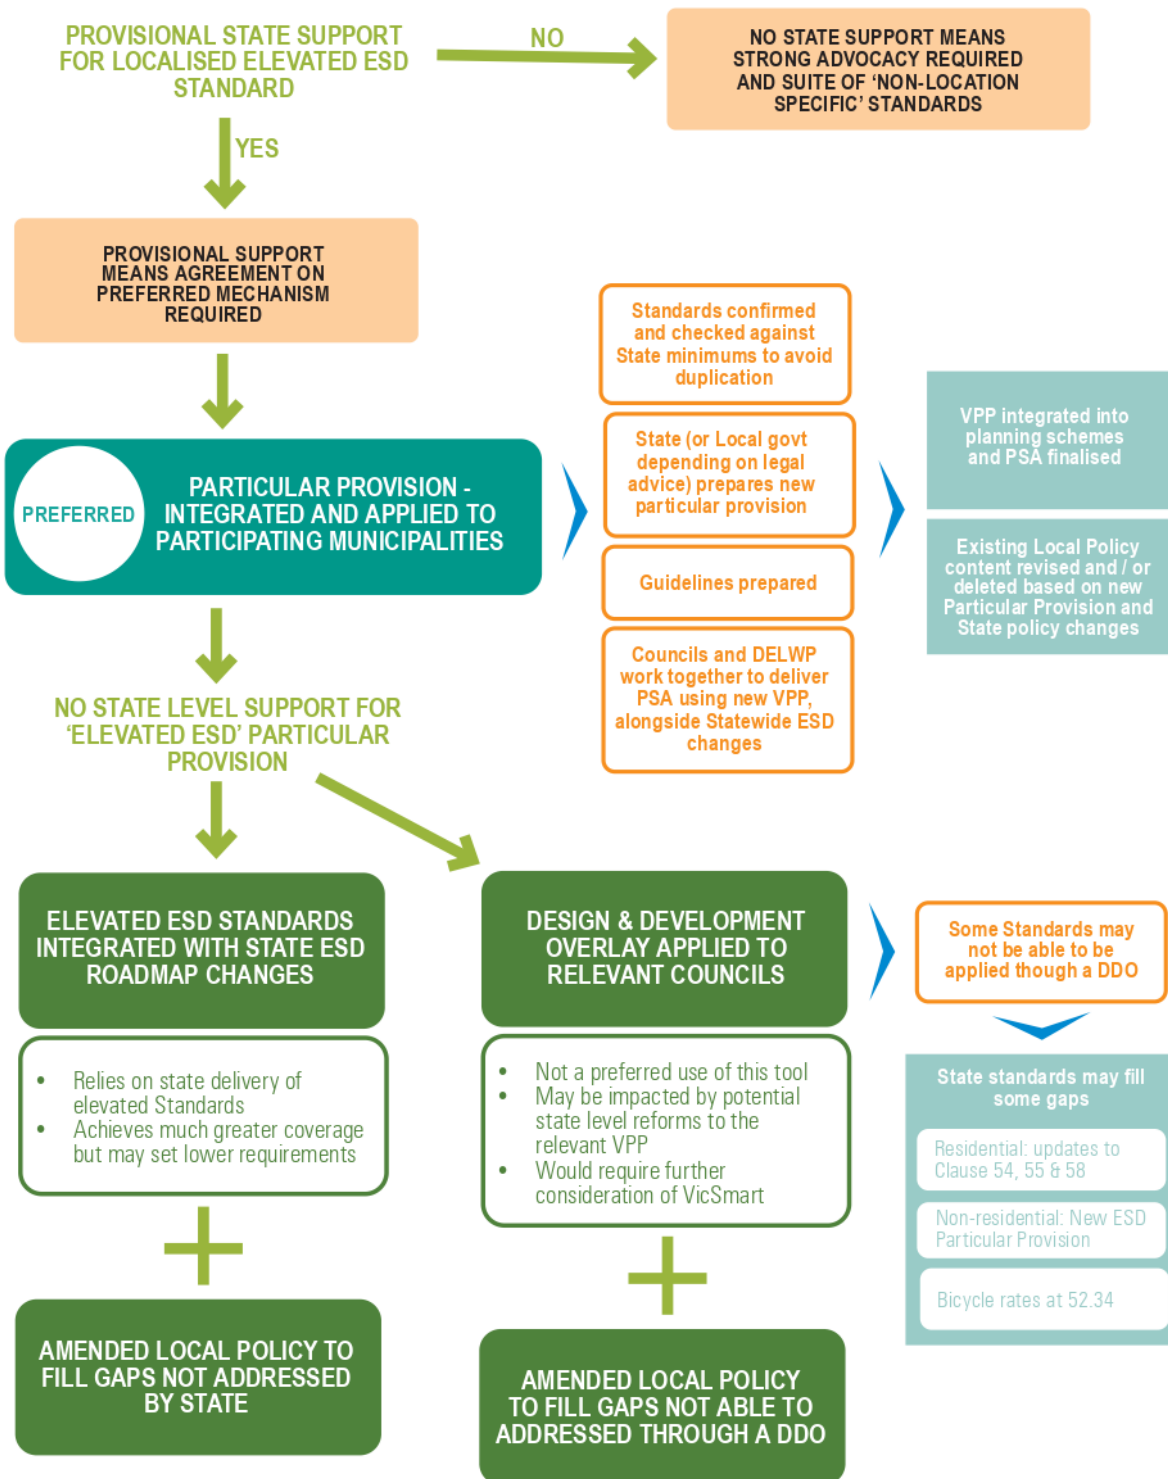 PROVISIONAL STATE SUPPORT
FOR LOCALISED ELEVATED ESD
STANDARD
NO
NO STATE SUPPORT MEANS
STRONG ADVOCACY REQUIRED
AND SUITE OF ‘NON-LOCATION
SPECIFIC’ STANDARDS
YES
PROVISIONAL SUPPORT
MEANS AGREEMENT ON
PREFERRED MECHANISM
REQUIRED
PREFERRED
PARTICULAR PROVISION -
INTEGRATED AND APPLIED TO
PARTICIPATING MUNICIPALITIES
Standards confirmed
and checked against
State minimums to avoid
duplication
State (or Local govt
depending on legal
advice) prepares new
particular provision
Guidelines prepared
Councils and DELWP
work together to deliver
PSA using new VPP,
alongside Statewide ESD
changes
VPP integrated into
planning schemes
and PSA finalised
Existing Local Policy
content revised and / or
deleted based on new
Particular Provision and
State policy changes
NO STATE LEVEL SUPPORT FOR
‘ELEVATED ESD’ PARTICULAR
PROVISION
ELEVATED ESD STANDARDS
INTEGRATED WITH STATE ESD
ROADMAP CHANGES
• Relies on state delivery of
elevated Standards
• Achieves much greater coverage
but may set lower requirements
AMENDED LOCAL POLICY TO
FILL GAPS NOT ADDRESSED
BY STATE
DESIGN & DEVELOPMENT
OVERLAY APPLIED TO
RELEVANT COUNCILS
• Not a preferred use of this tool
• May be impacted by potential
state level reforms to the
relevant VPP
• Would require further
consideration of VicSmart
AMENDED LOCAL POLICY
TO FILL GAPS NOT ABLE TO
ADDRESSED THROUGH A DDO
Some Standards may
not be able to be
applied though a DDO
State standards may fill
some gaps
Residential: updates to
Clause 54, 55 & 58
Non-residential: New ESD
Particular Provision
Bicycle rates at 52.34